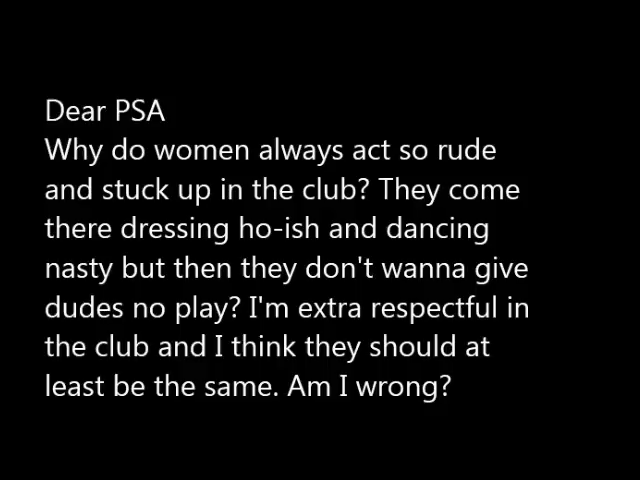 Dear PSA
Why do women always act so rude
and stuck up in the club? They come
there dressing ho-ish and dancing
nasty but then they don't wanna give
dudes no play? I'm extra respectful in
the club and I think they should at
least be the same. Am I wrong?